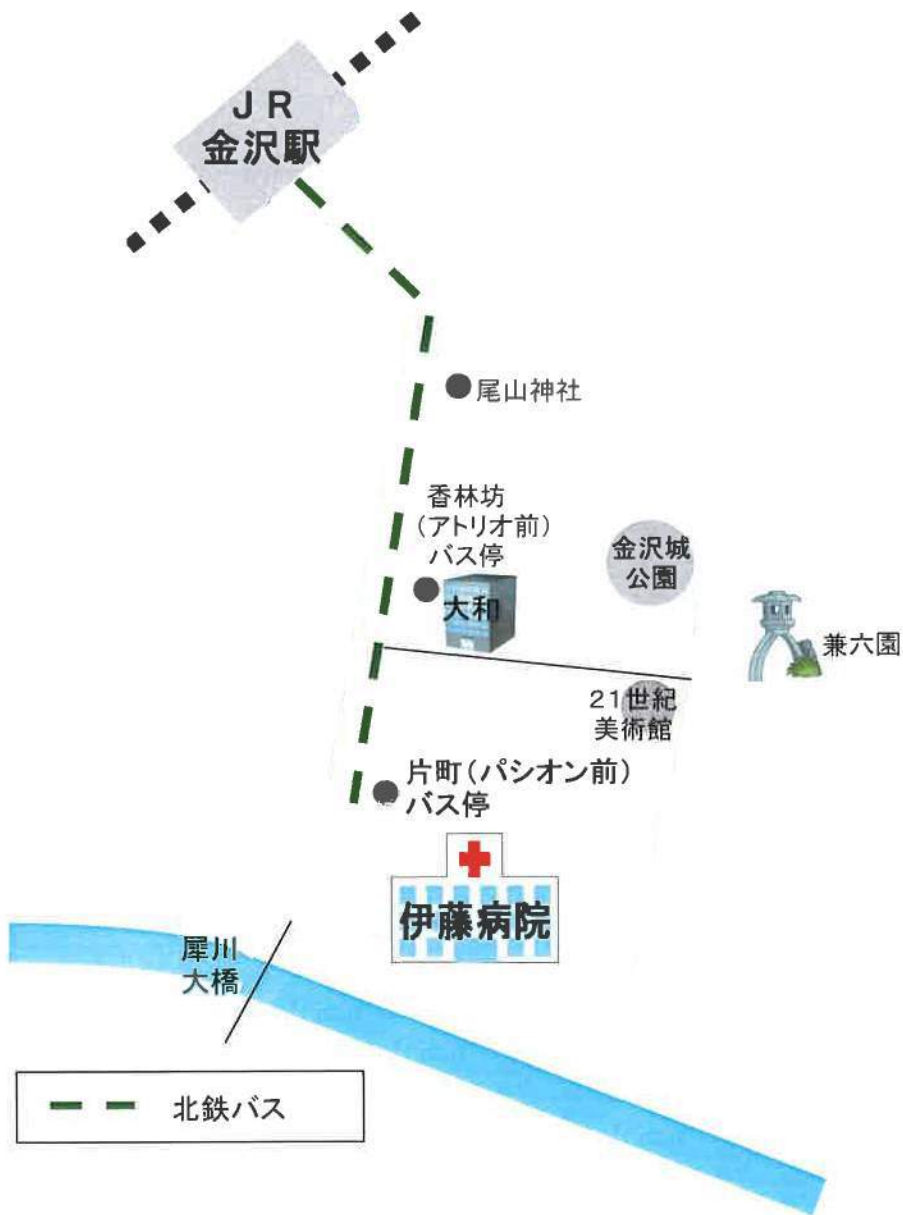 JR
金沢駅
尾山神社
香林坊
(アトリオ前)
バス停
大和
金沢城
公園
兼六園
21世紀
美術館
片町(パシオン前)
バス停
伊藤病院
犀川
大橋
北鉄バス